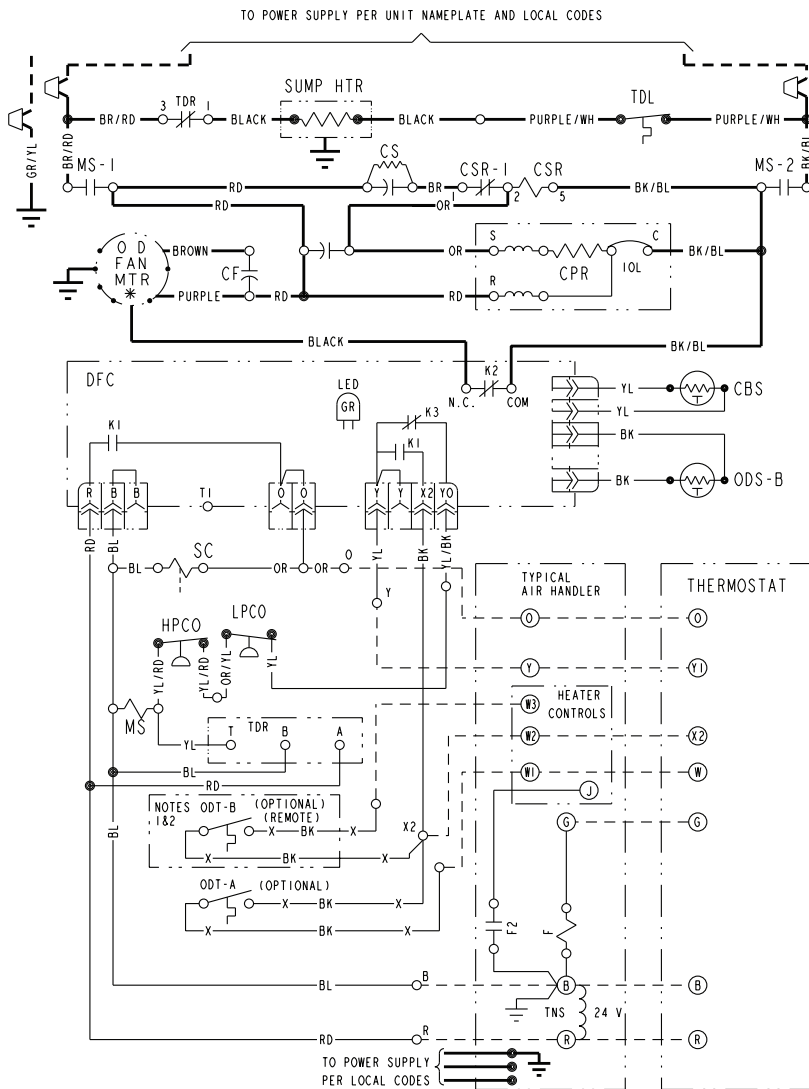 TO POWER SUPPLY PER UNIT NAMEPLATE AND LOCAL CODES
SUMP HTR
TDR
3 1
TDL
BR/RD
BLACK
BLACK
PURPLE/WH
PURPLE/WH
GR/YL
BR/RD
BK/BL
MS-1
CS
CSR-1
CSR
MS-2
RD
BR
1 2 5
BK/BL
RD
OR
O D
FAN
MTR
*
BROWN
CF
PURPLE
RD
OR
S
CPR
IOL
C
BK/BL
RD
R
BLACK
BK/BL
DFC
LED
GR
K2
N.C.
COM
K3
K1
K1
YL
CBS
YL
BK
BK
ODS-B
R B B
T1
O O
Y Y X2 YO
RD
BL
YL
BK
YL/BK
BL
SC
OR
OR
O
Y
TYPICAL
AIR HANDLER
THERMOSTAT
O
O
HPCO
LPCO
YL/RD
YL/RD
OR/YL
YL
Y
Y1
HEATER
CONTROLS
W3
MS
TDR
T B A
YL
W2
X2
BL
W1
W
RD
J
NOTES
1&2
ODT-B
(OPTIONAL)
(REMOTE)
X BK X
X BK X
X2
G
G
BL
ODT-A
(OPTIONAL)
X BK X
X BK X
F2
F
BL
B
B
B
TNS
24 V
RD
R
R
R
TO POWER SUPPLY
PER LOCAL CODES